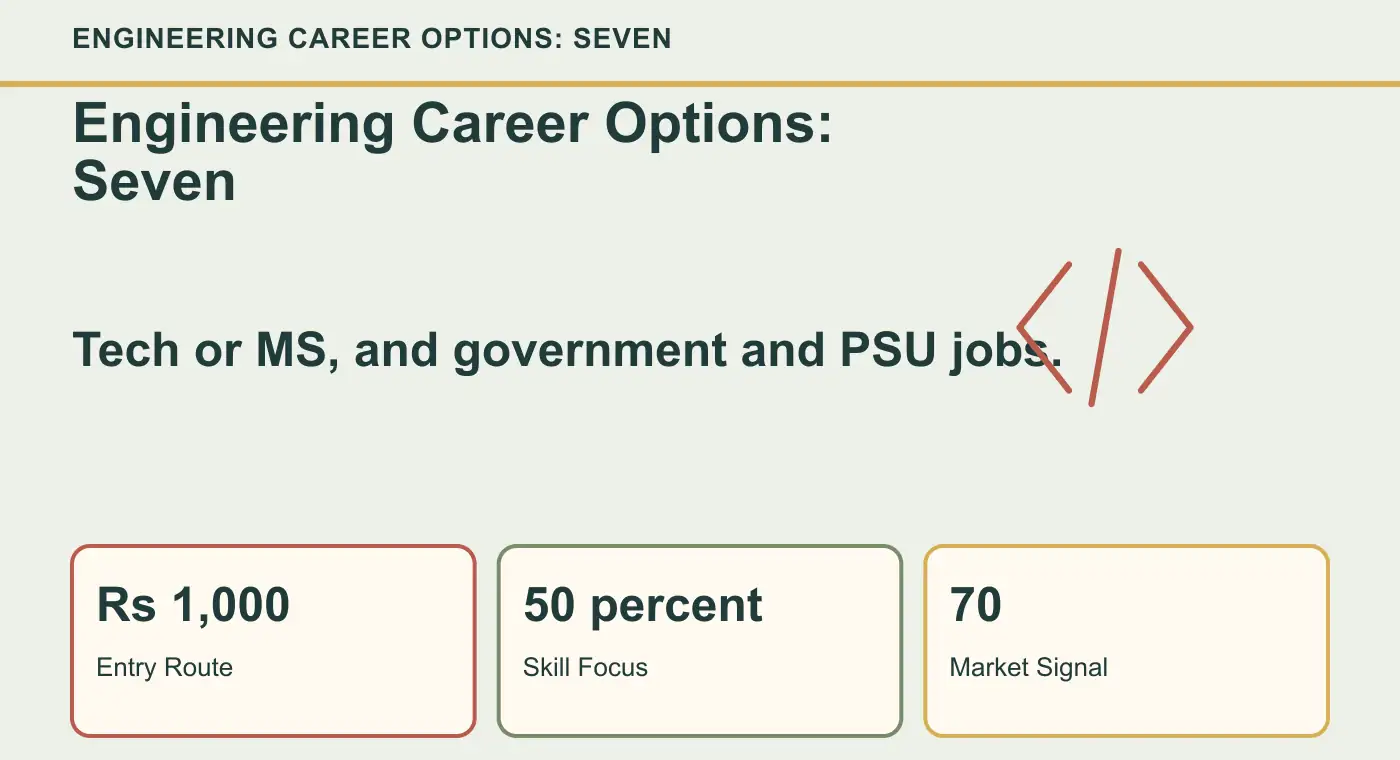 ENGINEERING CAREER OPTIONS: SEVEN
Engineering Career Options:
Seven
Tech or MS, and government and PSU jobs.
Rs 1,000
Entry Route
50 percent
Skill Focus
70
Market Signal